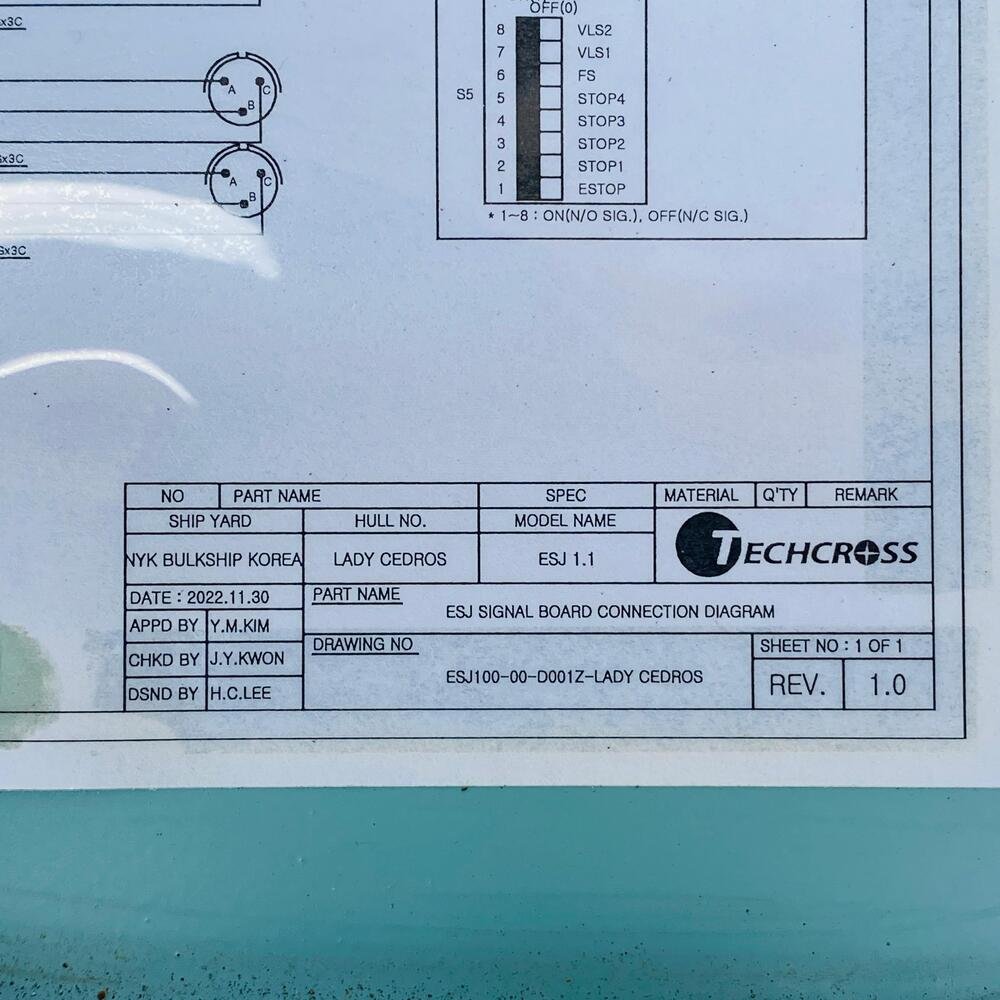 x3C
A
C
B
x3C
A
C
B
x3C
OFF(0)
S5
8 VLS2
7 VLS1
6 FS
5 STOP4
4 STOP3
3 STOP2
2 STOP1
1 ESTOP
* 1~8 : ON(N/O SIG.), OFF(N/C SIG.)
NO PART NAME SPEC MATERIAL Q'TY REMARK
SHIP YARD HULL NO. MODEL NAME
NYK BULKSHIP KOREA LADY CEDROS ESJ 1.1
TECHCROSS
DATE : 2022.11.30
PART NAME
ESJ SIGNAL BOARD CONNECTION DIAGRAM
APPD BY Y.M.KIM
CHKD BY J.Y.KWON
DSND BY H.C.LEE
DRAWING NO
ESJ100-00-D001Z-LADY CEDROS
SHEET NO : 1 OF 1
REV. 1.0